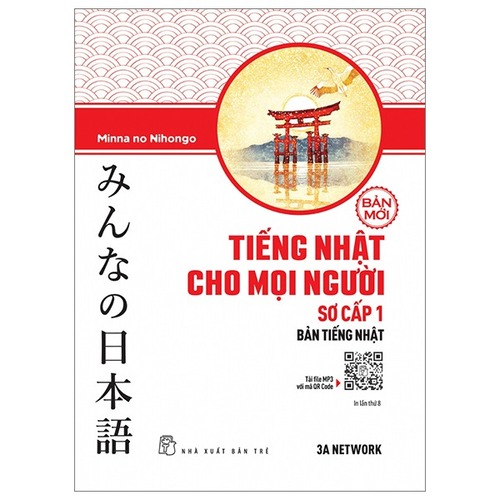 Minna no Nihongo
みんなの日本語
BẢN
MỚI
TIẾNG NHẬT
CHO MỌI NGƯỜI
SƠ CẤP 1
BẢN TIẾNG NHẬT
Tải file MP3
với mã QR Code
In lần thứ 8
NHÀ XUẤT BẢN TRẺ
3A NETWORK